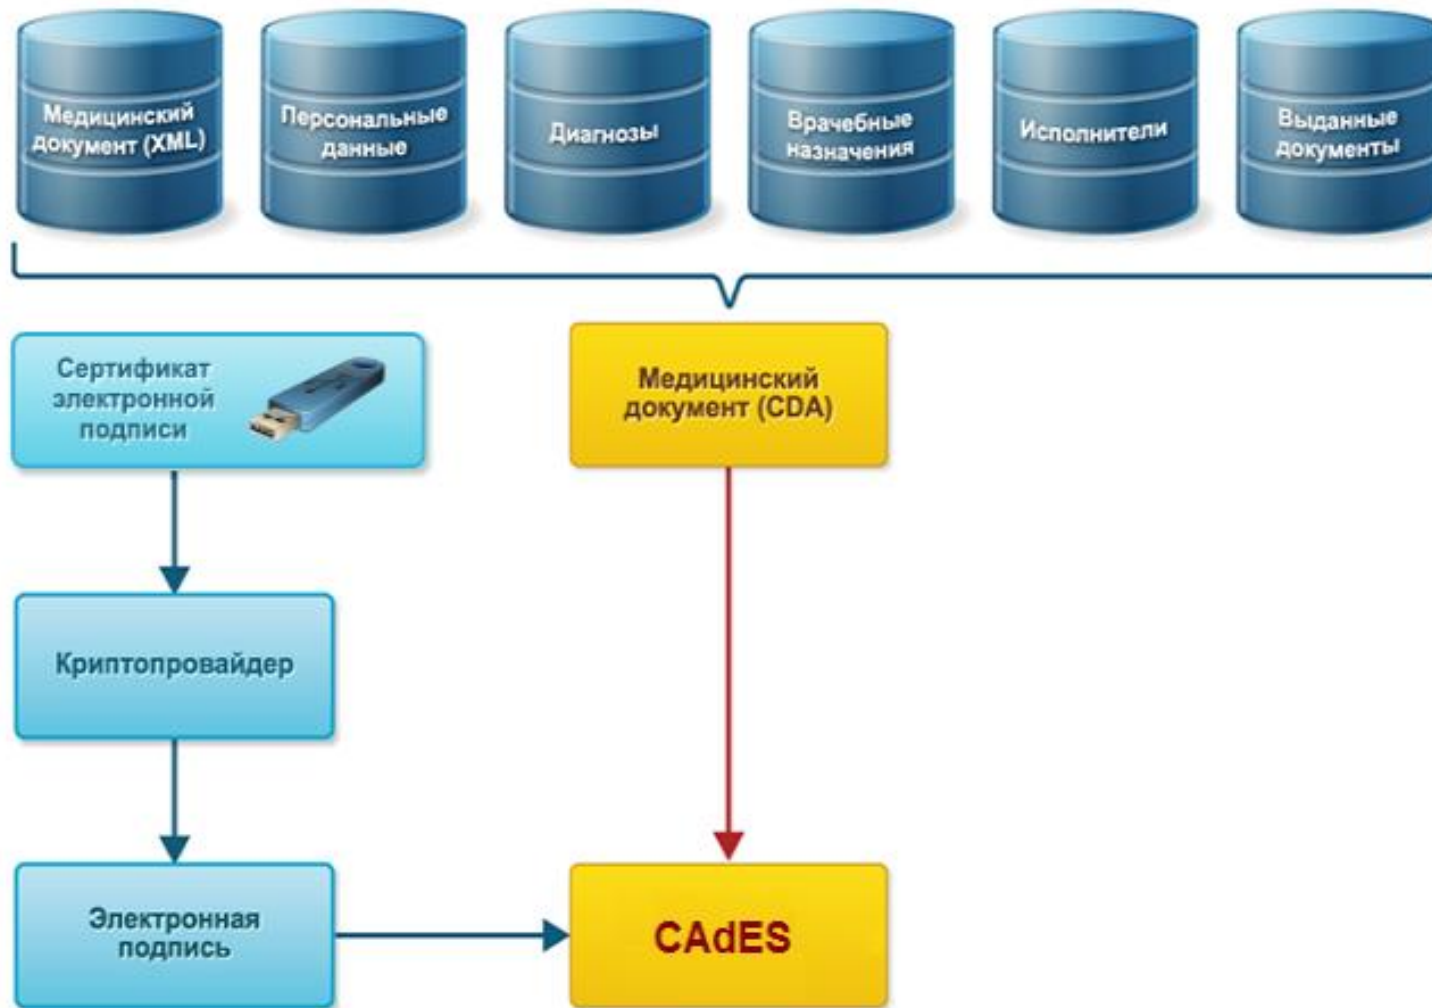 Медицинский
документ (XML)
Персональные
данные
Диагнозы
Врачебные
назначения
Исполнители
Выданные
документы
Сертификат
электронной
подписи
Медицинский
документ (CDA)
Криптопровайдер
Электронная
подпись
CAdES